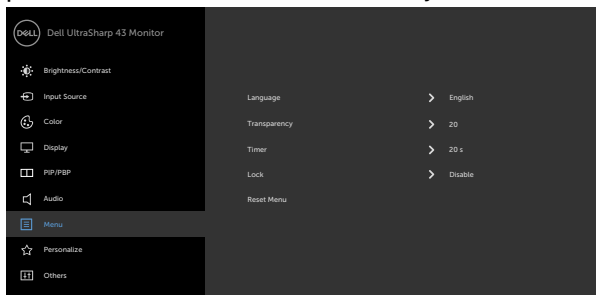 DELL Dell UltraSharp 43 Monitor
Brightness/Contrast
Input Source
Language English
Color
Transparency 20
Display
Timer 20 s
PIP/PBP
Lock Disable
Audio
Reset Menu
Menu
Personalize
Others